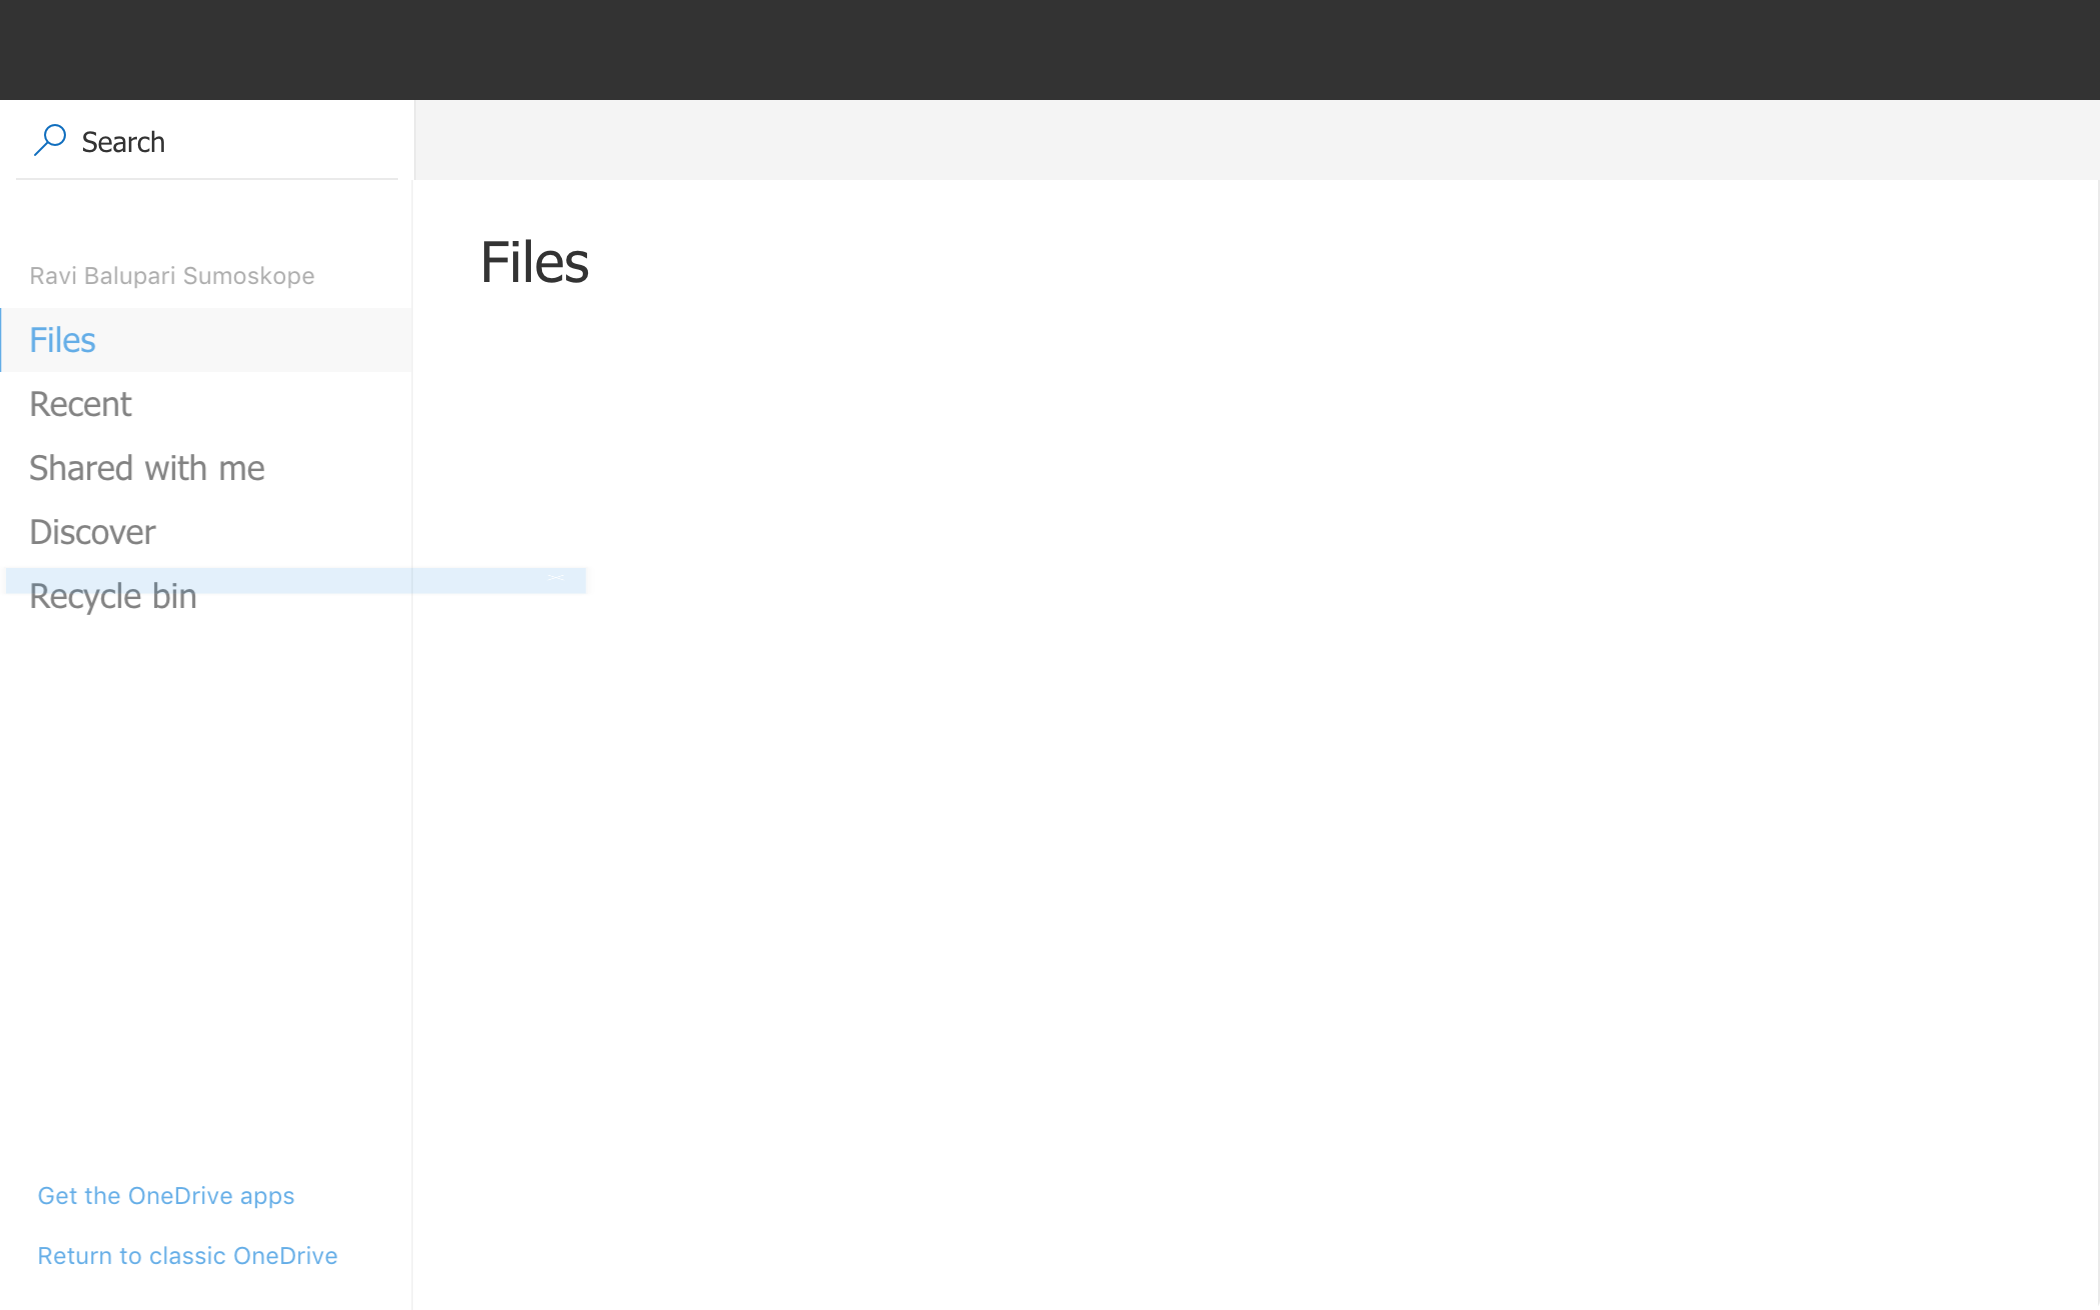 Search
Ravi Balupari Sumoskope
Files
Recent
Shared with me
Discover
Recycle bin
Get the OneDrive apps
Return to classic OneDrive
Files